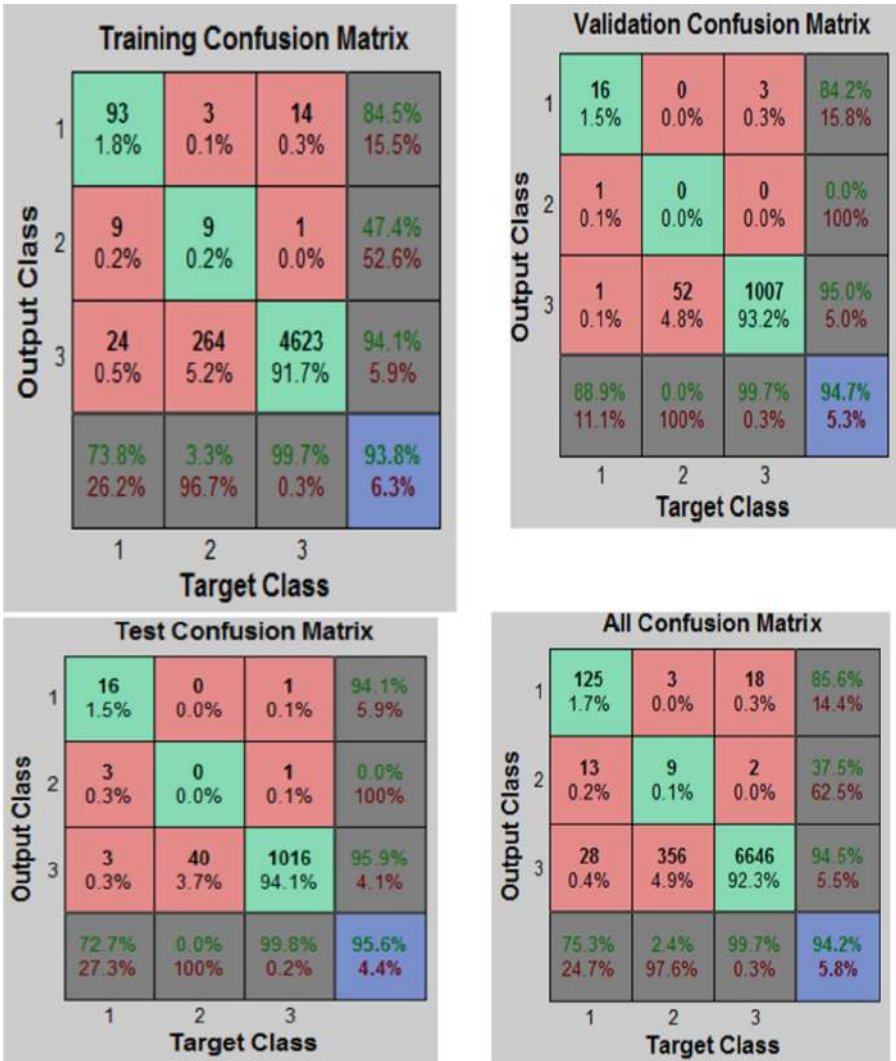 Training Confusion Matrix
Output Class
1 93 3 14 84.5%
1.8% 0.1% 0.3% 15.5%
2 9 9 1 47.4%
0.2% 0.2% 0.0% 52.6%
3 24 264 4623 94.1%
0.5% 5.2% 91.7% 5.9%
73.8% 3.3% 99.7% 93.8%
26.2% 96.7% 0.3% 6.3%
1 2 3
Target Class
Validation Confusion Matrix
Output Class
1 16 0 3 84.2%
1.5% 0.0% 0.3% 15.8%
2 1 0 0 0.0%
0.1% 0.0% 0.0% 100%
3 1 52 1007 95.0%
0.1% 4.8% 93.2% 5.0%
88.9% 0.0% 99.7% 94.7%
11.1% 100% 0.3% 5.3%
1 2 3
Target Class
Test Confusion Matrix
Output Class
1 16 0 1 94.1%
1.5% 0.0% 0.1% 5.9%
2 3 0 1 0.0%
0.3% 0.0% 0.1% 100%
3 3 40 1016 95.9%
0.3% 3.7% 94.1% 4.1%
72.7% 0.0% 99.8% 95.6%
27.3% 100% 0.2% 4.4%
1 2 3
Target Class
All Confusion Matrix
Output Class
1 125 3 18 85.6%
1.7% 0.0% 0.3% 14.4%
2 13 9 2 37.5%
0.2% 0.1% 0.0% 62.5%
3 28 356 6646 94.5%
0.4% 4.9% 92.3% 5.5%
75.3% 2.4% 99.7% 94.2%
24.7% 97.6% 0.3% 5.8%
1 2 3
Target Class